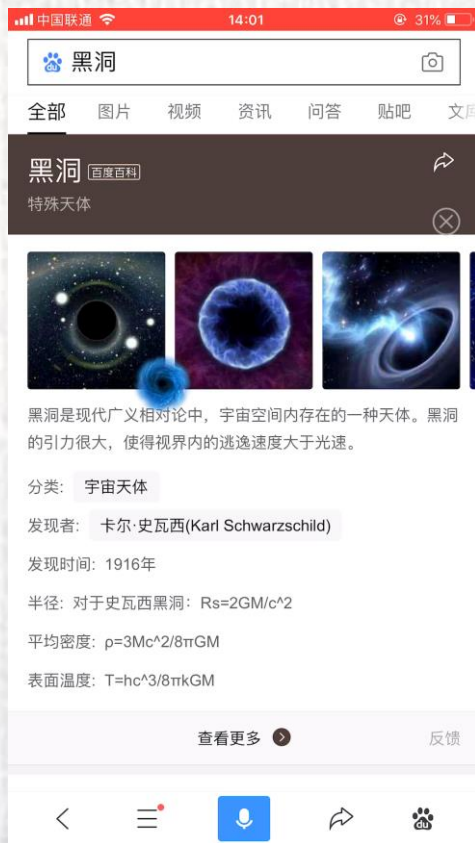 中国联通 14:01 31%
黑洞
全部 图片 视频 资讯 问答 贴吧 文库
黑洞 百度百科
特殊天体
黑洞是现代广义相对论中，宇宙空间内存在的一种天体。黑洞
的引力很大，使得视界内的逃逸速度大于光速。
分类: 宇宙天体
发现者: 卡尔·史瓦西(Karl Schwarzschild)
发现时间: 1916年
半径: 对于史瓦西黑洞：Rs=2GM/c^2
平均密度: ρ=3Mc^2/8πGM
表面温度: T=hc^3/8πkGM
查看更多 反馈
du